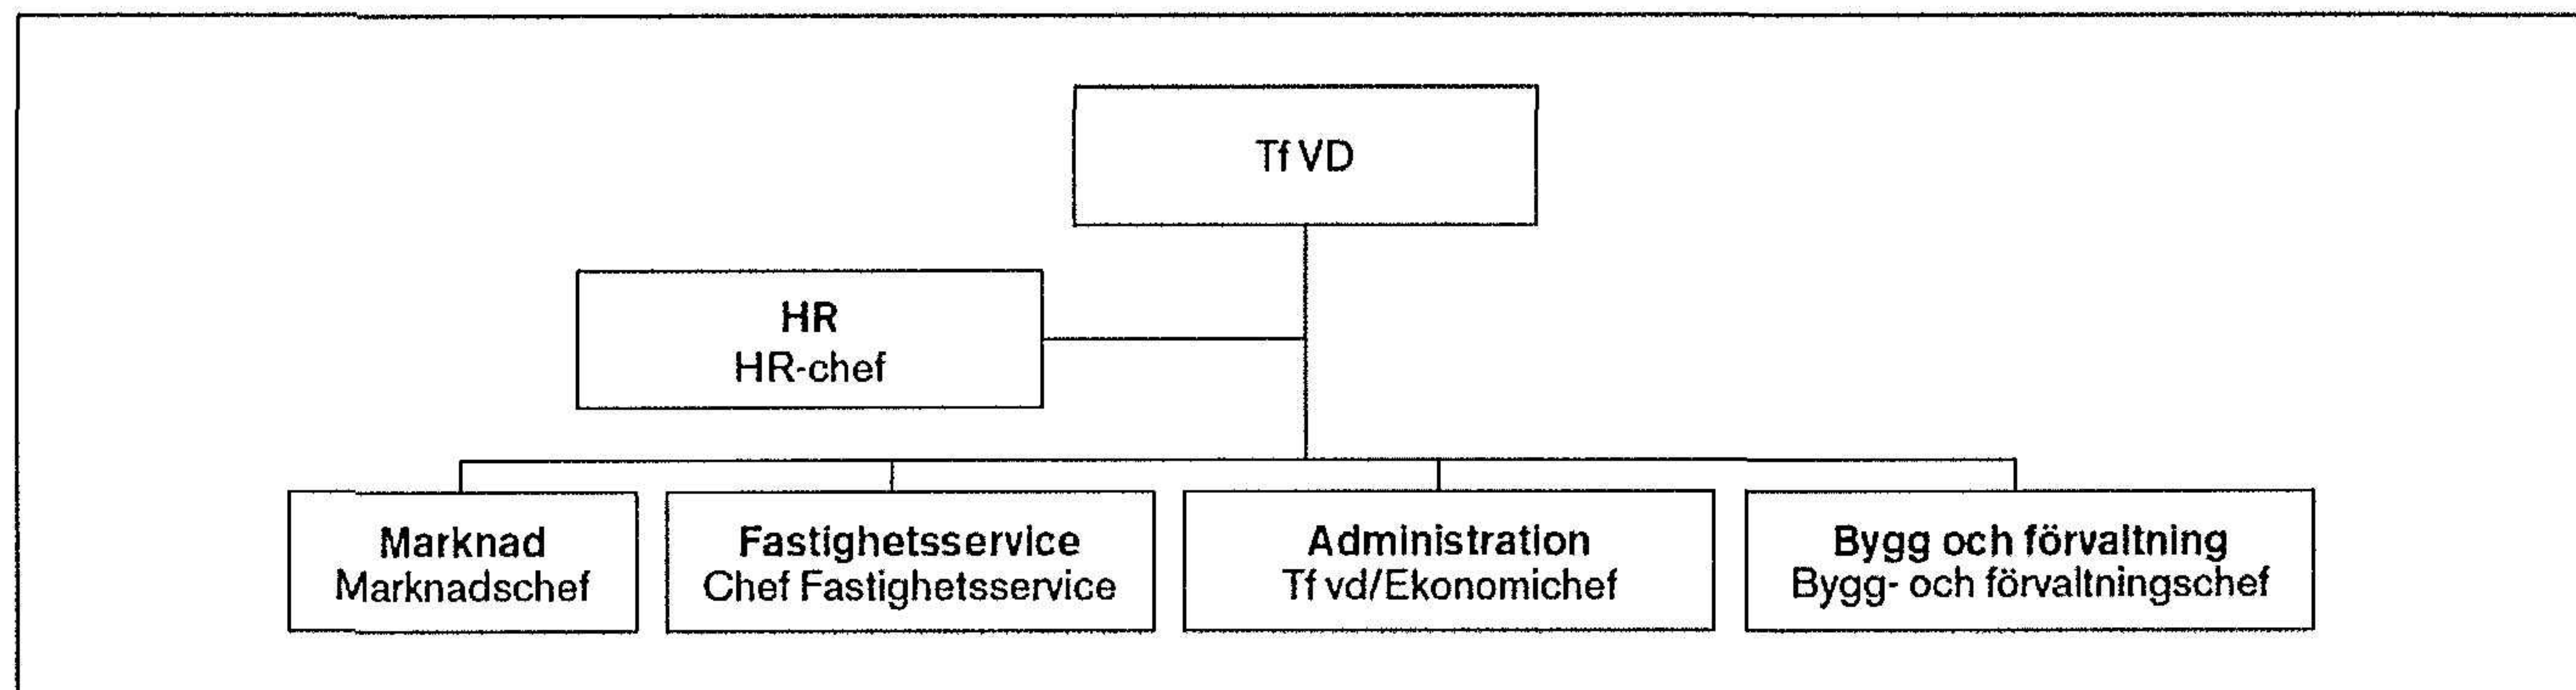 Tf VD
HR
HR-chef
Marknad
Marknadschef
Fastighetsservice
Chef Fastighetsservice
Administration
Tf vd/Ekonomichef
Bygg och förvaltning
Bygg- och förvaltningschef